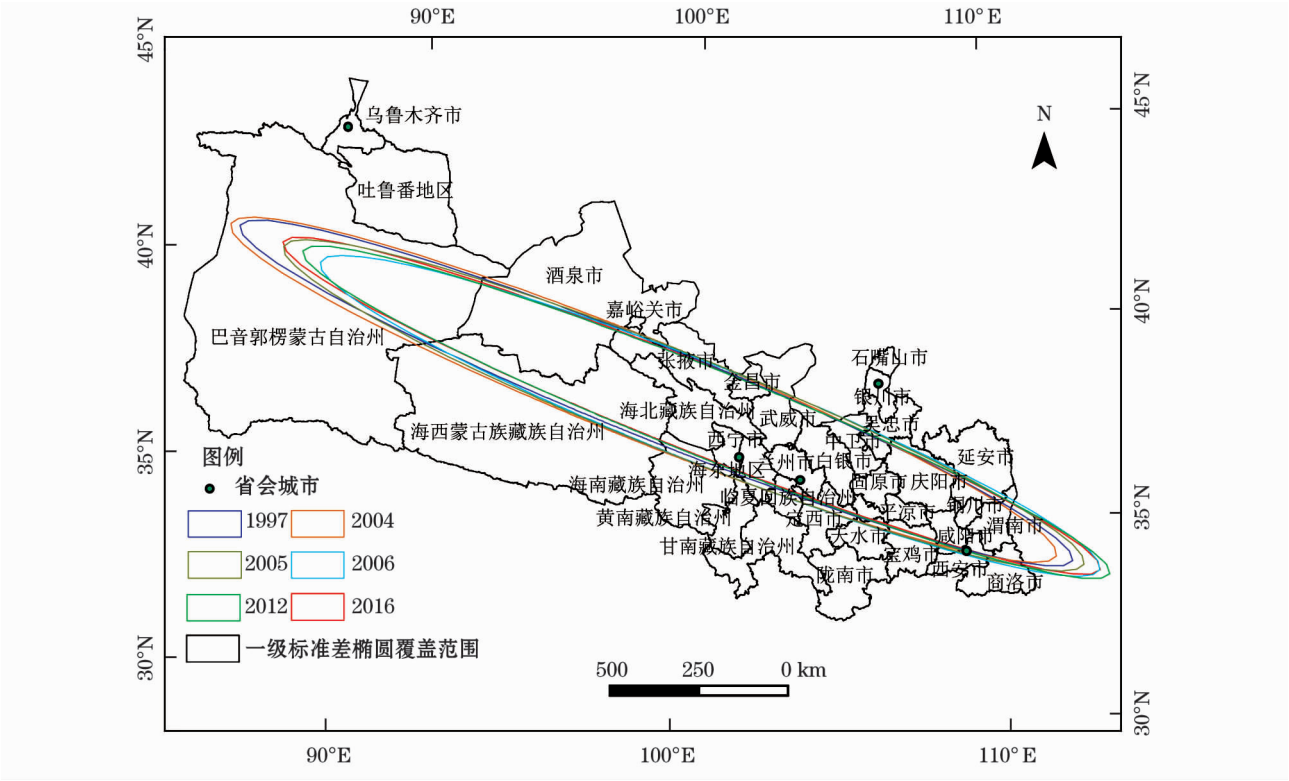 90°E
100°E
110°E
45°N
45°N
N
乌鲁木齐市
吐鲁番地区
40°N
酒泉市
嘉峪关市
40°N
巴音郭楞蒙古自治州
张掖市
石嘴山市
金昌市
银川市
海北藏族自治州
武威市
吴忠市
海西蒙古族藏族自治州
西宁市
中卫市
35°N
图例
兰州市
白银市
延安市
海东地区
省会城市
海南藏族自治州
固原市
庆阳市
临夏回族自治州
铜川市
35°N
1997
2004
黄南藏族自治州
定西市
平凉市
渭南市
甘南藏族自治州
天水市
咸阳市
2005
2006
陇南市
宝鸡市
西安市
商洛市
2012
2016
一级标准差椭圆覆盖范围
30°N
500
250
0 km
30°N
90°E
100°E
110°E